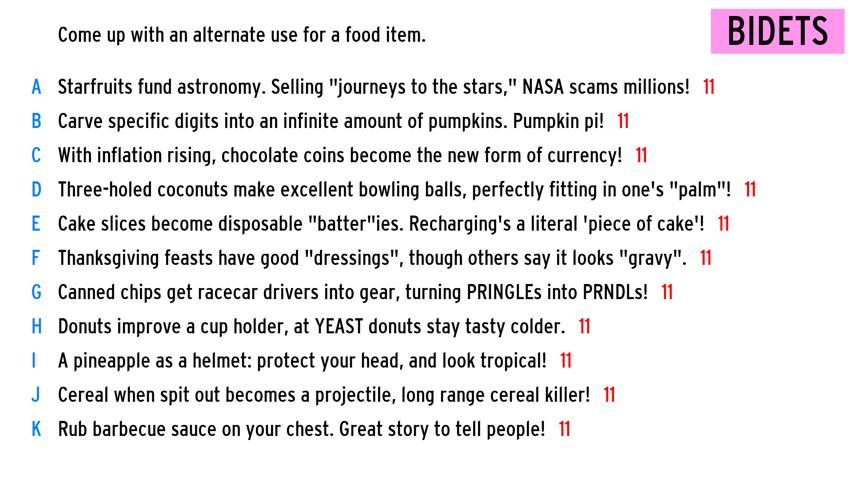 BIDETS
Come up with an alternate use for a food item.
A Starfruits fund astronomy. Selling "journeys to the stars," NASA scams millions! 11
B Carve specific digits into an infinite amount of pumpkins. Pumpkin pi! 11
C With inflation rising, chocolate coins become the new form of currency! 11
D Three-holed coconuts make excellent bowling balls, perfectly fitting in one's "palm"! 11
E Cake slices become disposable "batter"ies. Recharging's a literal 'piece of cake'! 11
F Thanksgiving feasts have good "dressings", though others say it looks "gravy". 11
G Canned chips get racecar drivers into gear, turning PRINGLEs into PRNDLs! 11
H Donuts improve a cup holder, at YEAST donuts stay tasty colder. 11
I A pineapple as a helmet: protect your head, and look tropical! 11
J Cereal when spit out becomes a projectile, long range cereal killer! 11
K Rub barbecue sauce on your chest. Great story to tell people! 11